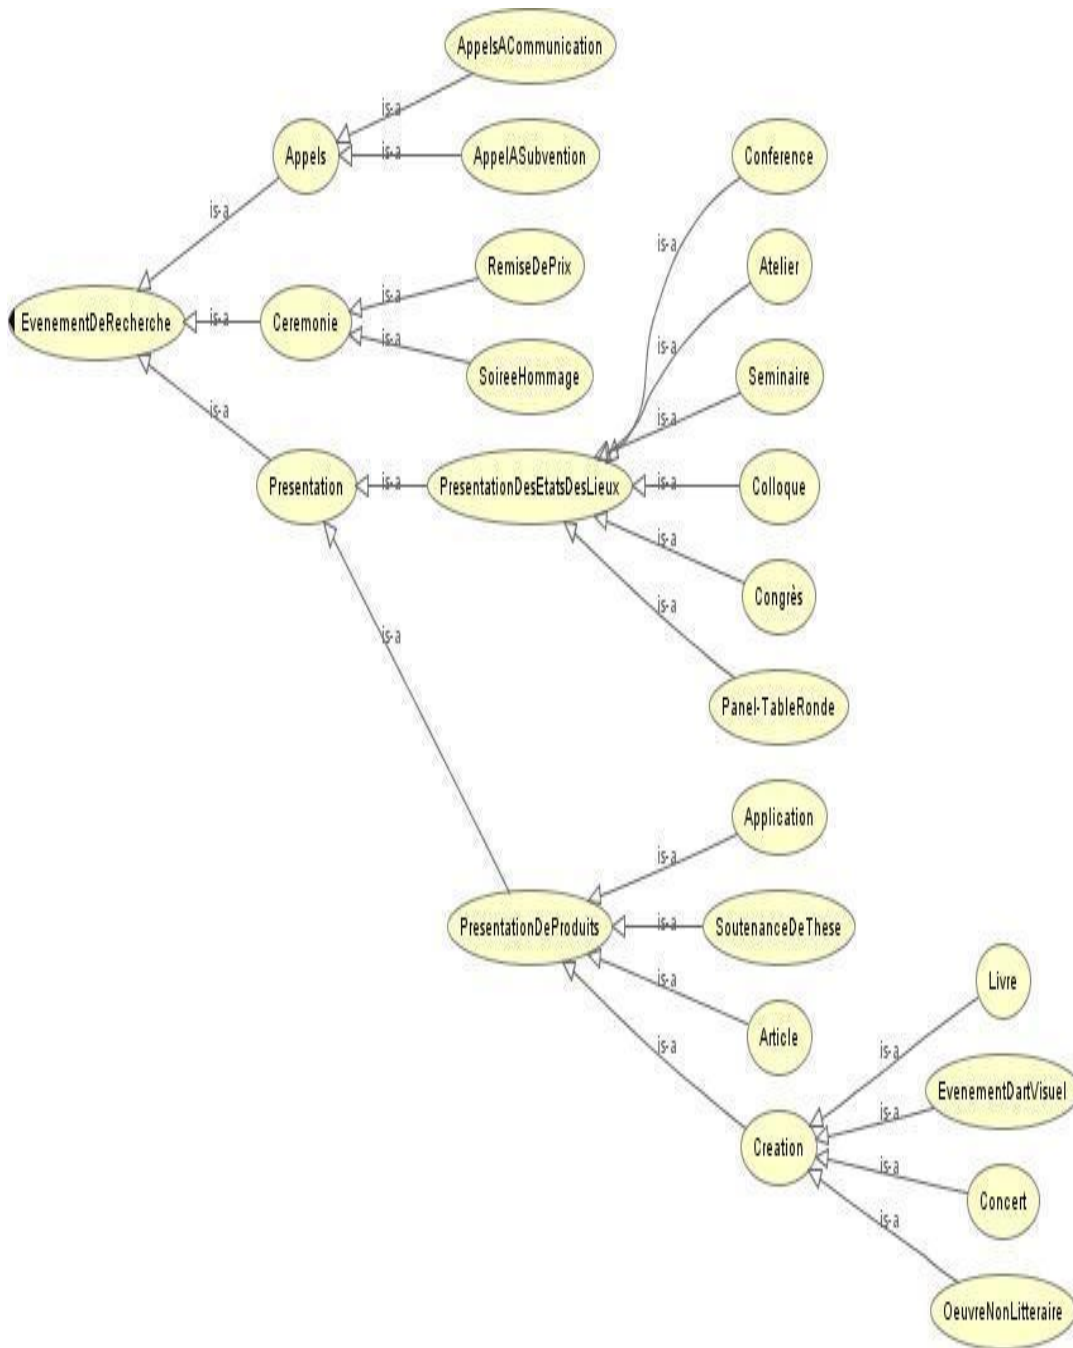 AppelsACommunication
is-a
Appels
is-a
AppelASubvention
Conference
is-a
is-a
RemiseDePrix
Atelier
is-a
EvenementDeRecherche
is-a
Ceremonie
is-a
is-a
SoireeHommage
Seminaire
is-a
is-a
Presentation
is-a
PresentationDesEtatsDesLieux
is-a
Colloque
is-a
Congrès
is-a
is-a
Panel-TableRonde
Application
is-a
PresentationDeProduits
is-a
SoutenanceDeThese
is-a
Livre
Article
is-a
is-a
EvenementDartVisuel
is-a
Creation
is-a
Concert
is-a
OeuvreNonLitteraire